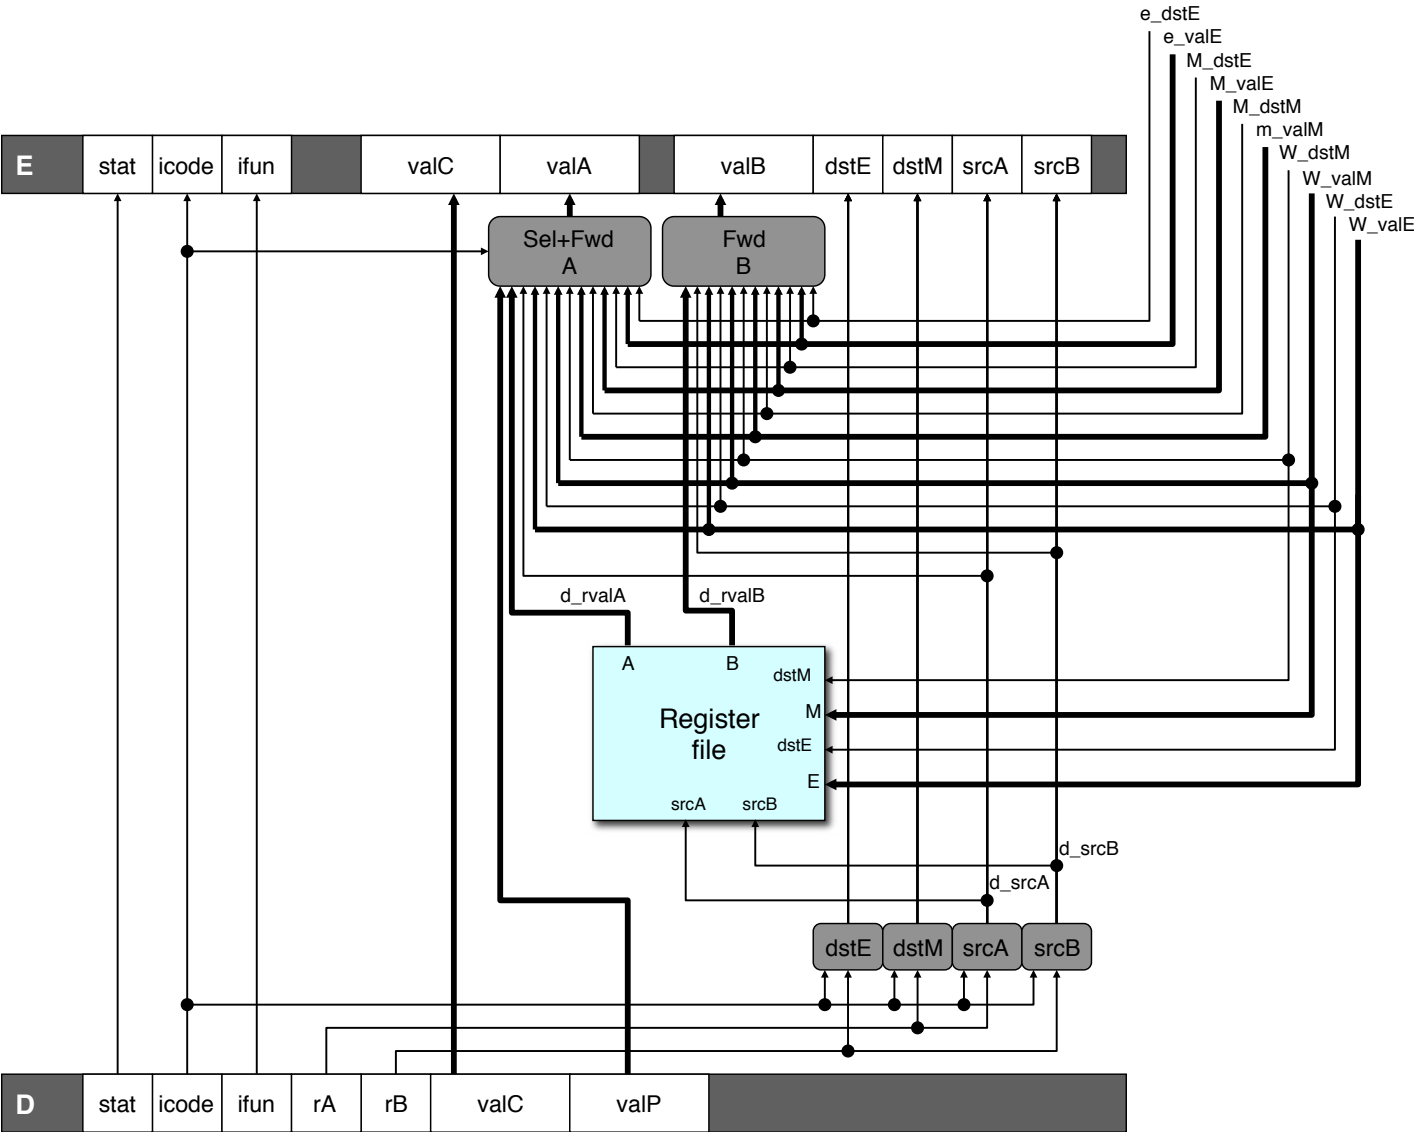 e_dstE
e_valE
M_dstE
M_valE
M_dstM
m_valM
W_dstM
W_valM
W_dstE
W_valE
E stat icode ifun valC valA valB dstE dstM srcA srcB
Sel+Fwd
A
Fwd
B
d_rvalA d_rvalB
A B
dstM
M
Register
file
dstE
E
srcA srcB
d_srcB
d_srcA
dstE dstM srcA srcB
D stat icode ifun rA rB valC valP